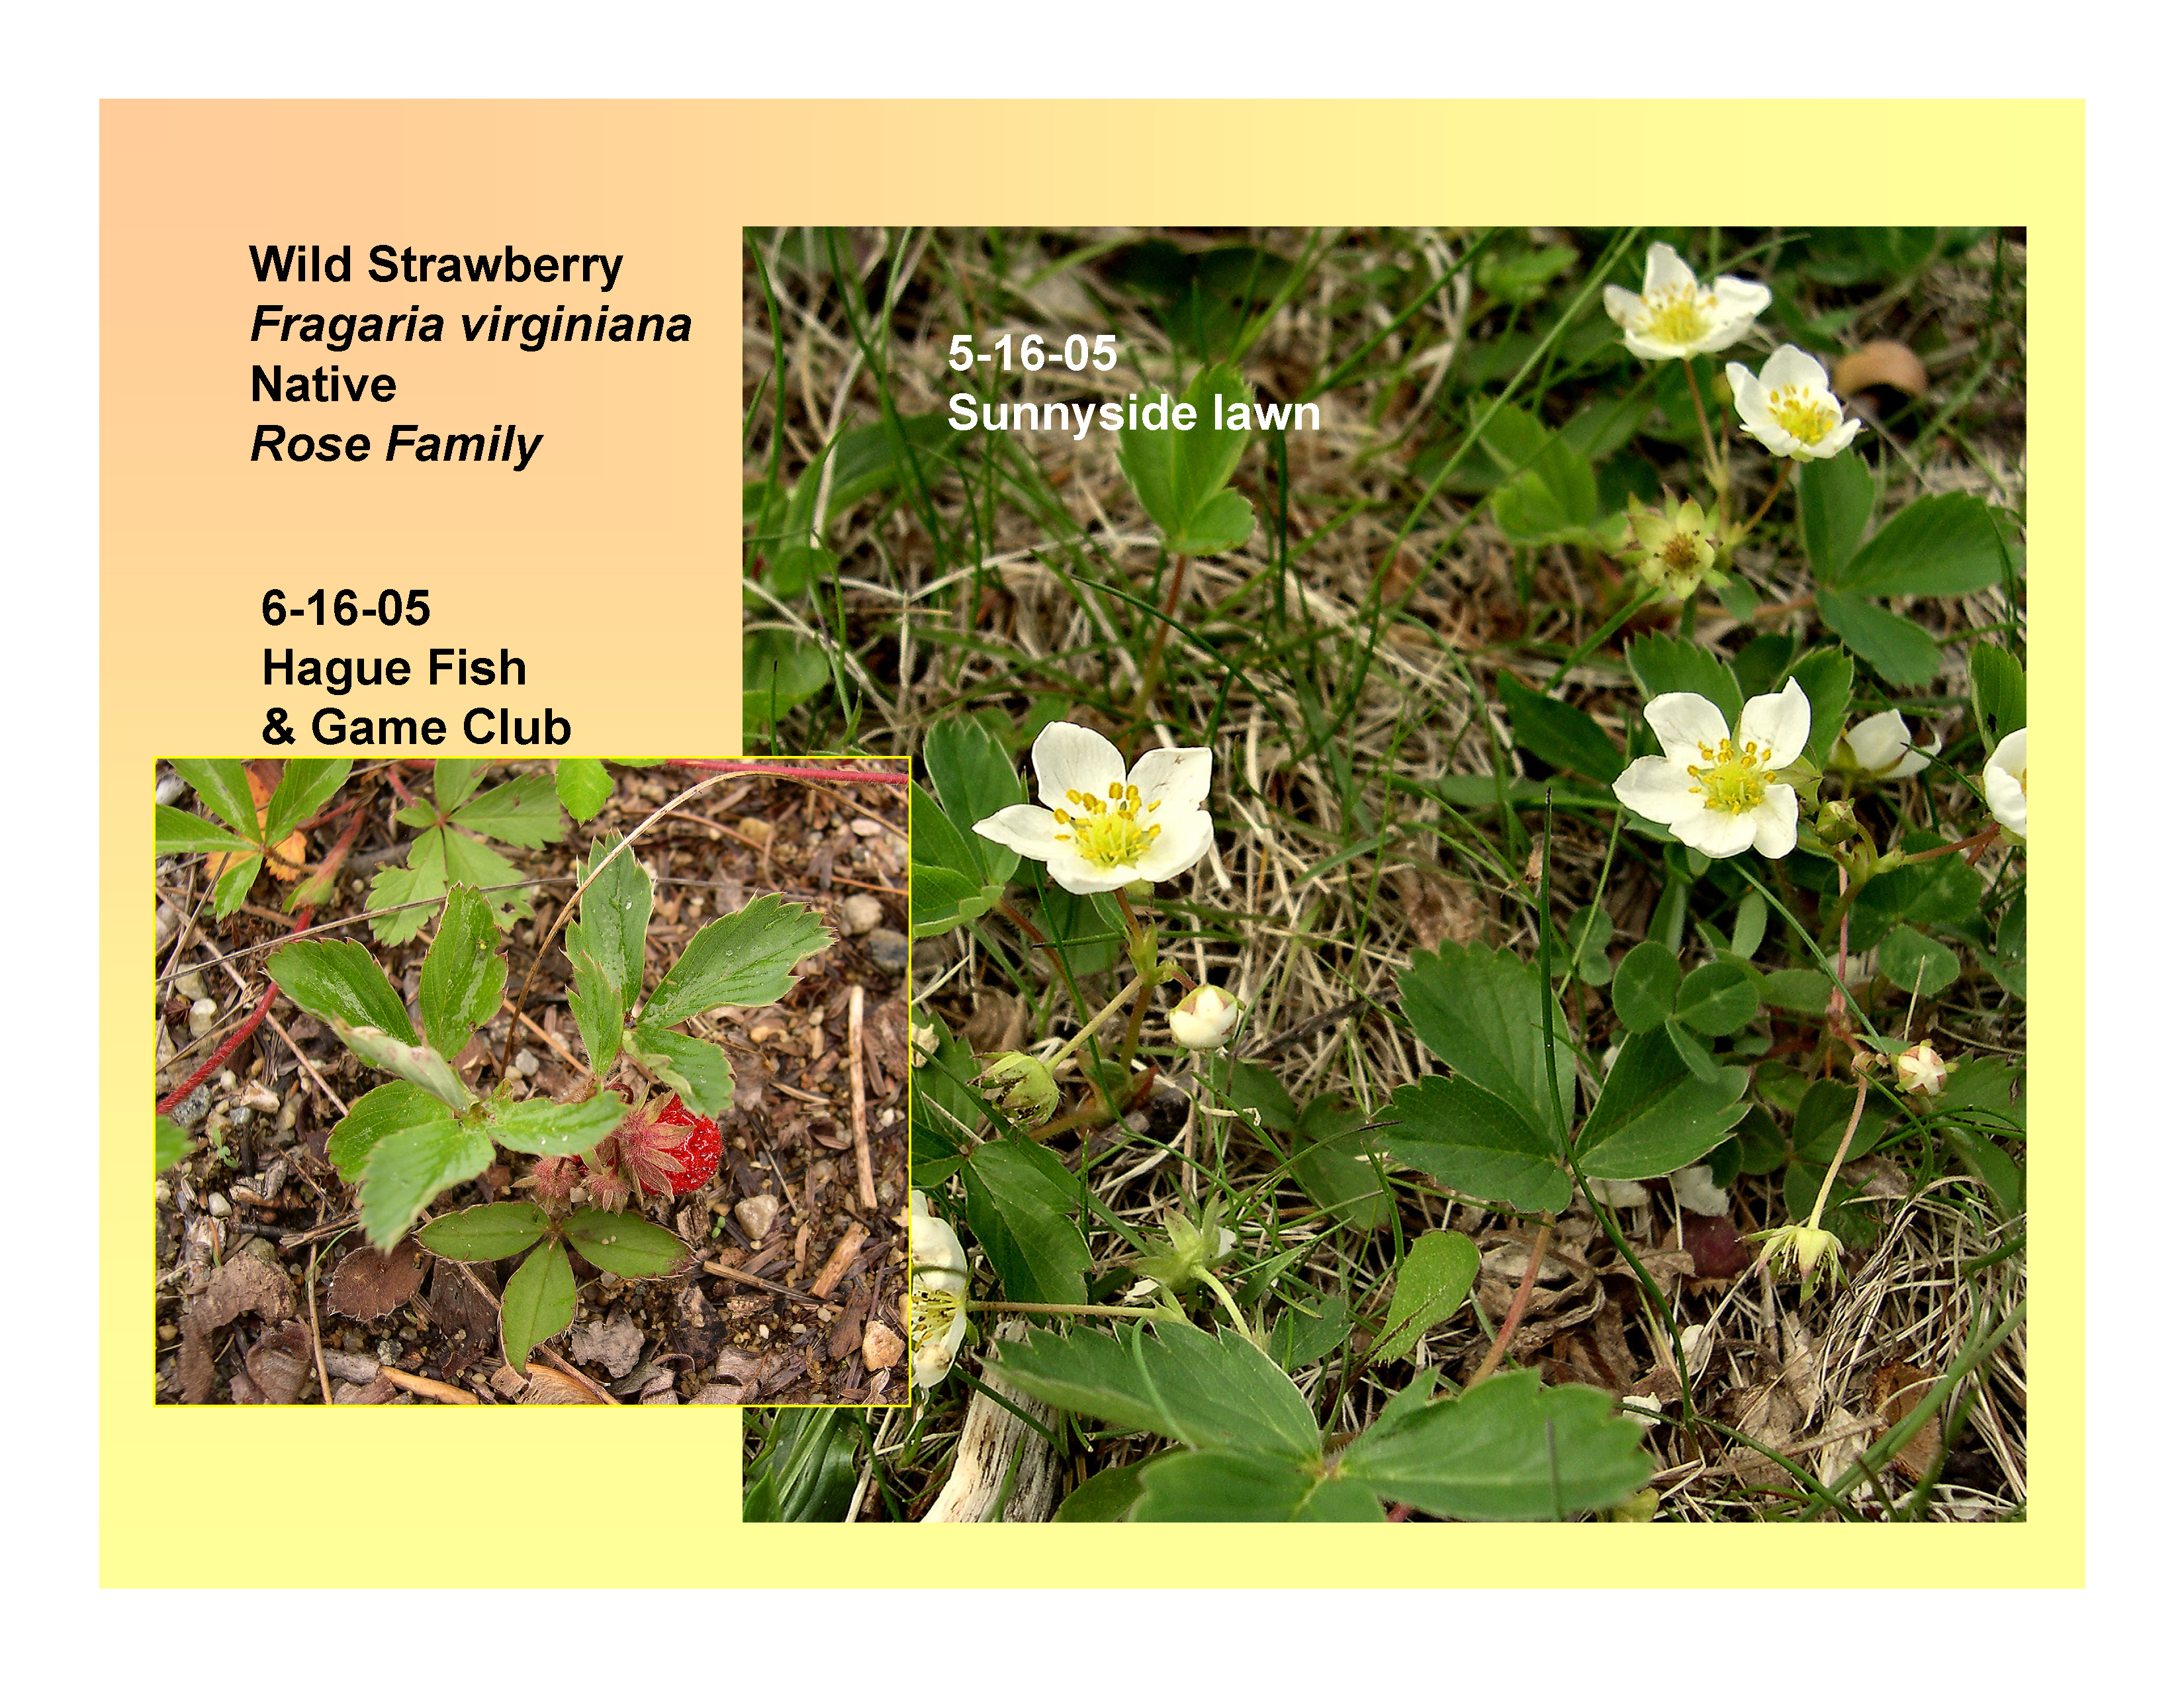 Wild Strawberry
Fragaria virginiana
Native
Rose Family
5-16-05
Sunnyside lawn
6-16-05
Hague Fish
& Game Club